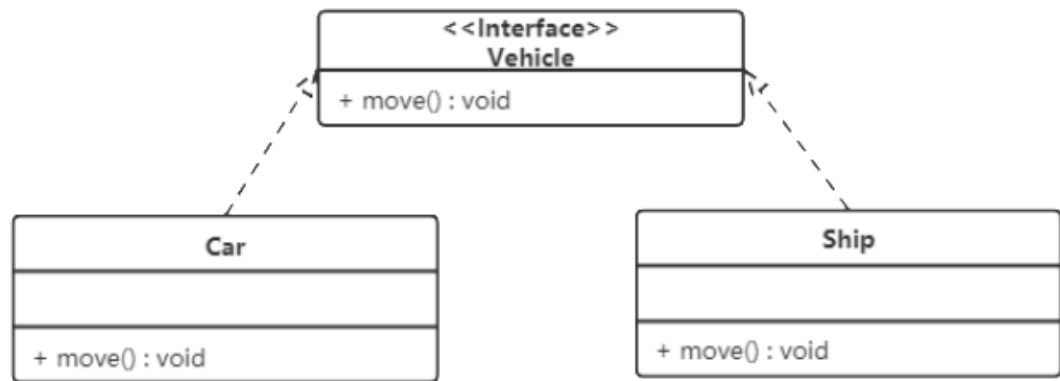 <<Interface>>
Vehicle
+ move() : void
Car
+ move() : void
Ship
+ move() : void